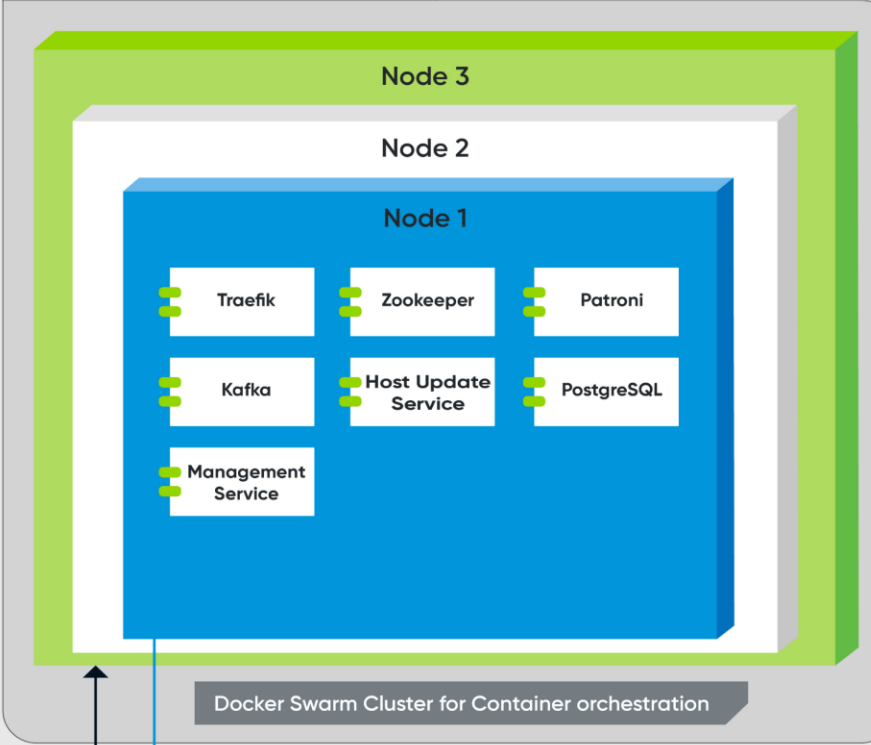 Node 3
Node 2
Node 1
Traefik
Zookeeper
Patroni
Kafka
Host Update
Service
PostgreSQL
Management
Service
Docker Swarm Cluster for Container orchestration